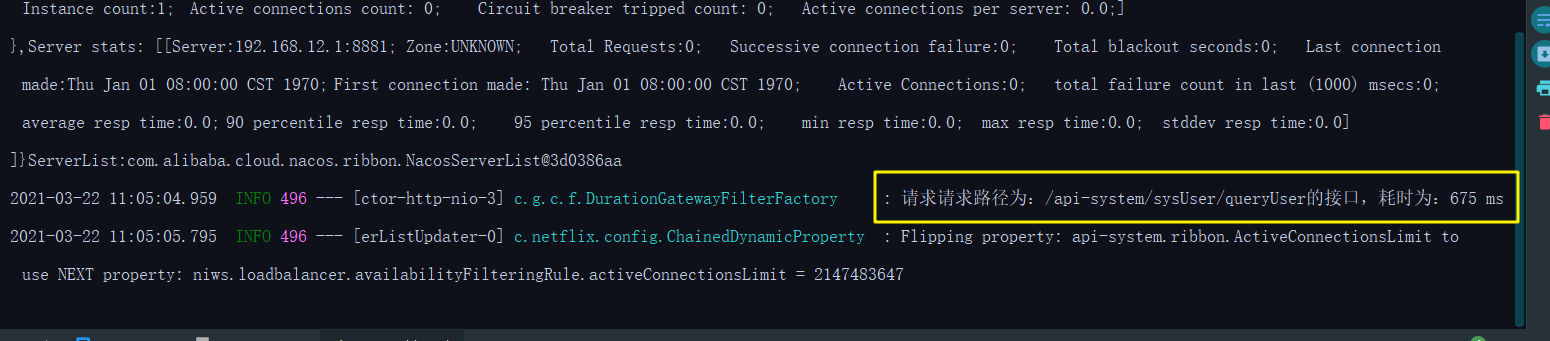 Instance count:1; Active connections count: 0; Circuit breaker tripped count: 0; Active connections per server: 0.0;]
},Server stats: [[Server:192.168.12.1:8881; Zone:UNKNOWN; Total Requests:0; Successive connection failure:0; Total blackout seconds:0; Last connection
made:Thu Jan 01 08:00:00 CST 1970; First connection made: Thu Jan 01 08:00:00 CST 1970; Active Connections:0; total failure count in last (1000) msecs:0;
average resp time:0.0; 90 percentile resp time:0.0; 95 percentile resp time:0.0; min resp time:0.0; max resp time:0.0; stddev resp time:0.0]
]}ServerList:com.alibaba.cloud.nacos.ribbon.NacosServerList@3d0386aa
2021-03-22 11:05:04.959 INFO 496 --- [ctor-http-nio-3] c.g.c.f.DurationGatewayFilterFactory : 请求请求路径为: /api-system/sysUser/queryUser的接口, 耗时为: 675 ms
2021-03-22 11:05:05.795 INFO 496 --- [erListUpdater-0] c.netflix.config.ChainedDynamicProperty : Flipping property: api-system.ribbon.ActiveConnectionsLimit to
use NEXT property: niws.loadbalancer.availabilityFilteringRule.activeConnectionsLimit = 2147483647